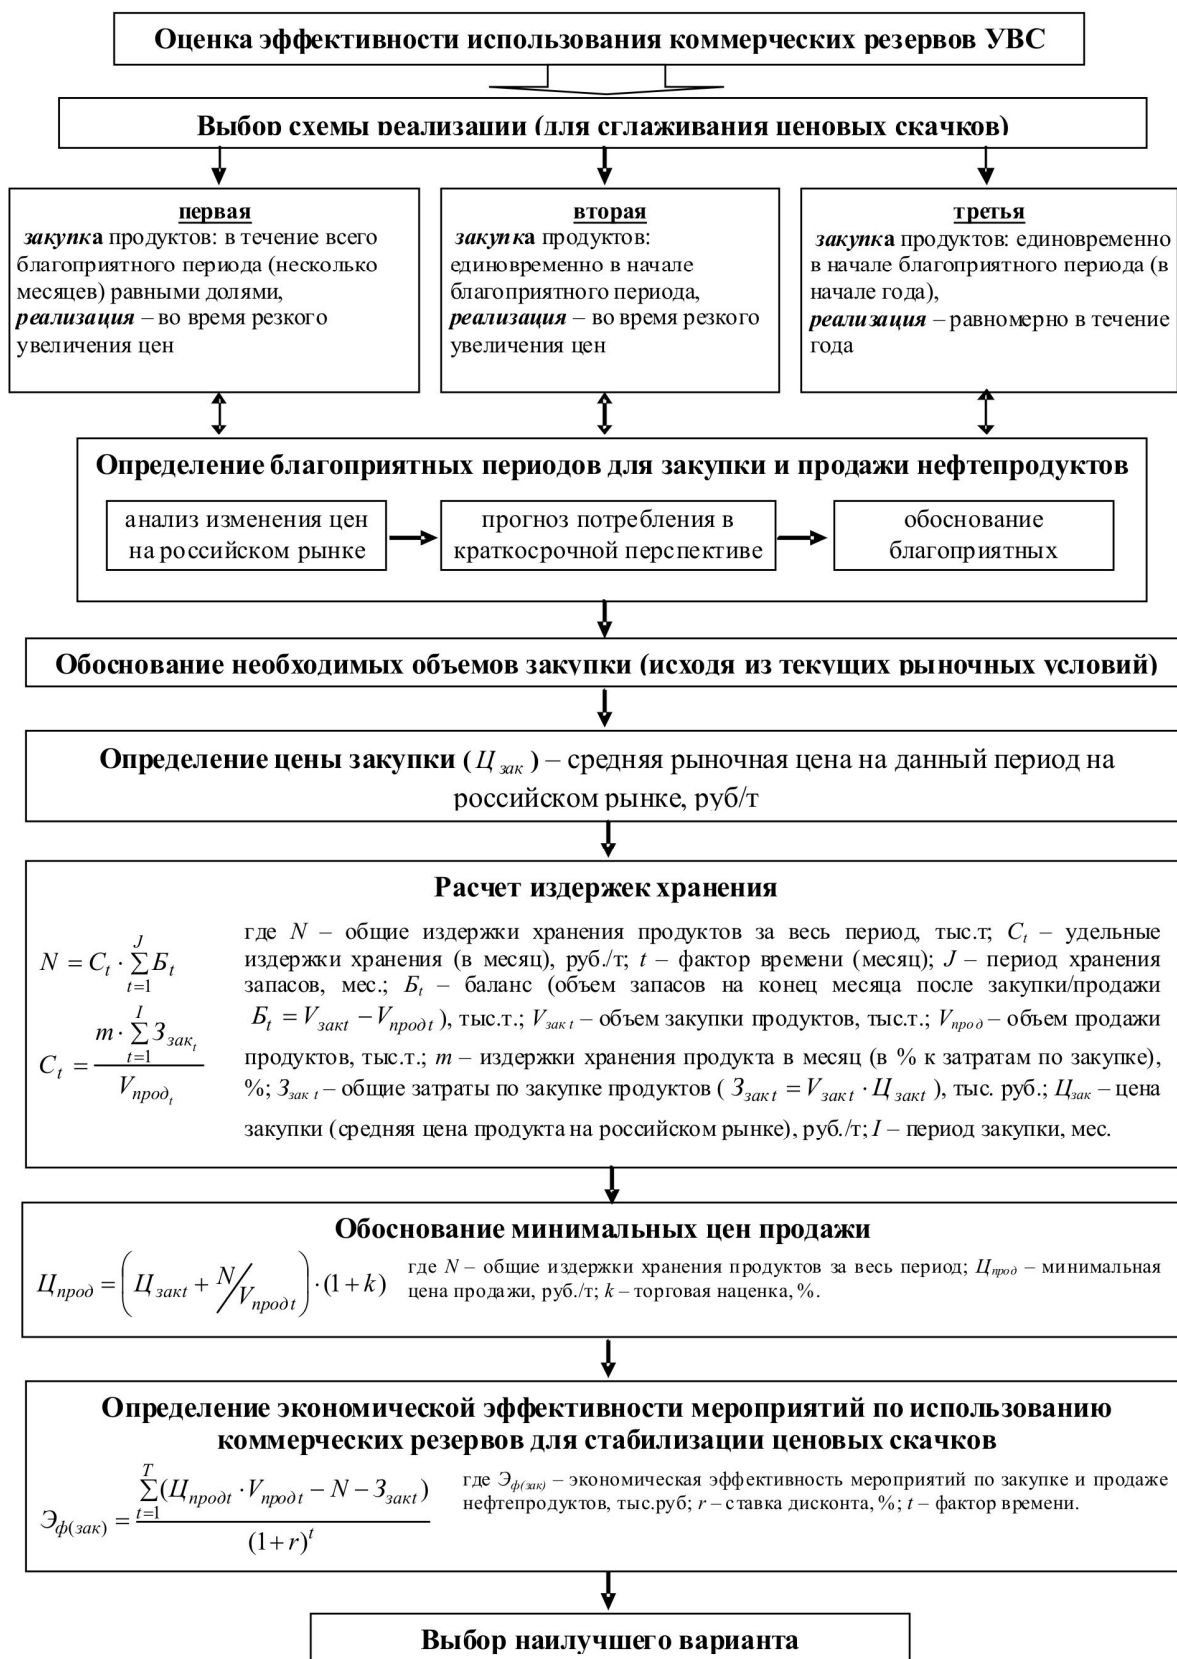 Оценка эффективности использования коммерческих резервов УВС
Выбор схемы реализации (для сглаживания ценовых скачков)
первая
закупка продуктов: в течение всего
благоприятного периода (несколько
месяцев) равными долями,
реализация – во время резкого
увеличения цен
вторая
закупка продуктов:
единовременно в начале
благоприятного периода,
реализация – во время резкого
увеличения цен
третья
закупка продуктов: единовременно
в начале благоприятного периода (в
начале года),
реализация – равномерно в течение
года
Определение благоприятных периодов для закупки и продажи нефтепродуктов
анализ изменения цен
на российском рынке
прогноз потребления в
краткосрочной перспективе
обоснование
благоприятных
Обоснование необходимых объемов закупки (исходя из текущих рыночных условий)
Определение цены закупки (Ц зак ) – средняя рыночная цена на данный период на
российском рынке, руб/т
Расчет издержек хранения
N = C_t · ∑_{t=1}^{J} Б_t
C_t = (m · ∑_{t=1}^{I} З_{зак_t}) / V_{прод_t}
где N – общие издержки хранения продуктов за весь период, тыс.т; C_t – удельные
издержки хранения (в месяц), руб./т; t – фактор времени (месяц); J – период хранения
запасов, мес.; Б_t – баланс (объем запасов на конец месяца после закупки/продажи
Б_t = V_{закt} − V_{продt}), тыс.т.; V_{зак t} – объем закупки продуктов, тыс.т.; V_{прод} – объем продажи
продуктов, тыс.т.; m – издержки хранения продукта в месяц (в % к затратам по закупке),
%; З_{зак t} – общие затраты по закупке продуктов ( З_{закt} = V_{закt} · Ц_{закt} ), тыс. руб.; Ц_{зак} – цена
закупки (средняя цена продукта на российском рынке), руб./т; I – период закупки, мес.
Обоснование минимальных цен продажи
Ц_{прод} = (Ц_{закt} + N/V_{продt}) · (1 + k)
где N – общие издержки хранения продуктов за весь период; Ц_{прод} – минимальная
цена продажи, руб./т; k – торговая наценка, %.
Определение экономической эффективности мероприятий по использованию
коммерческих резервов для стабилизации ценовых скачков
Э_{ф(зак)} = ∑_{t=1}^{T} (Ц_{продt} · V_{продt} − N − З_{закt}) / (1 + r)^t
где Э_{ф(зак)} – экономическая эффективность мероприятий по закупке и продаже
нефтепродуктов, тыс.руб; r – ставка дисконта, %; t – фактор времени.
Выбор наилучшего варианта